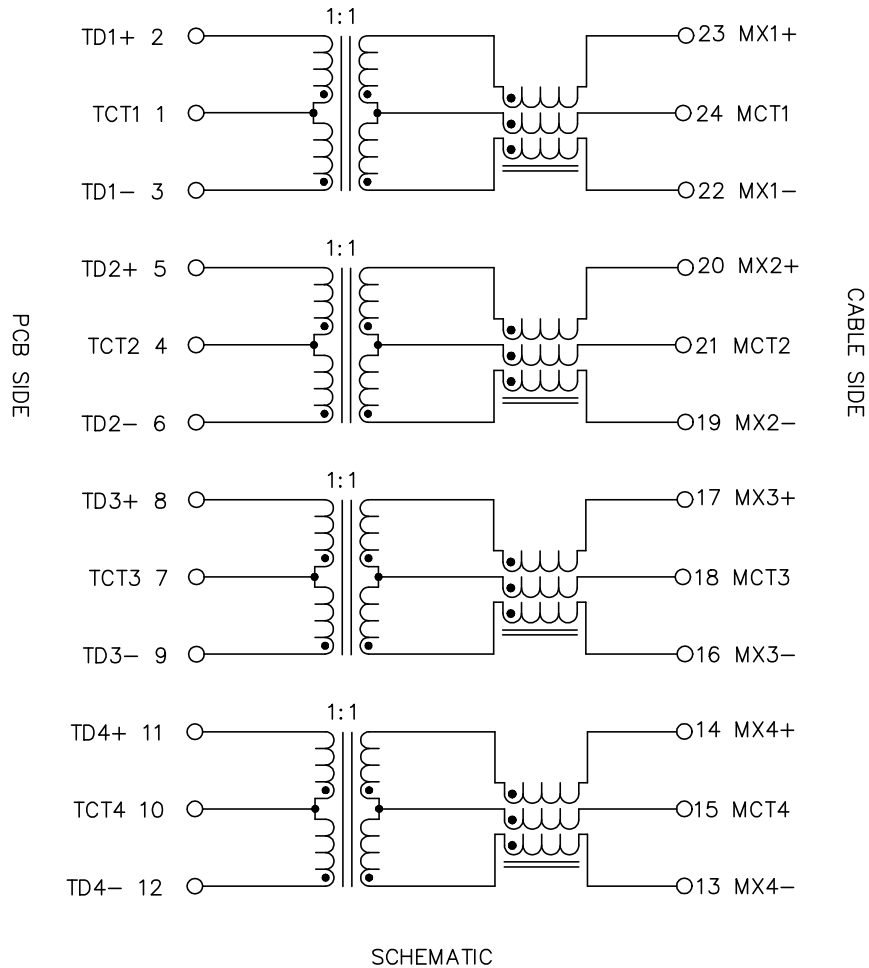 1:1
TD1+ 2
23 MX1+
TCT1 1
24 MCT1
TD1- 3
22 MX1-
1:1
TD2+ 5
20 MX2+
TCT2 4
21 MCT2
TD2- 6
19 MX2-
PCB SIDE
CABLE SIDE
1:1
TD3+ 8
17 MX3+
TCT3 7
18 MCT3
TD3- 9
16 MX3-
1:1
TD4+ 11
14 MX4+
TCT4 10
15 MCT4
TD4- 12
13 MX4-
SCHEMATIC